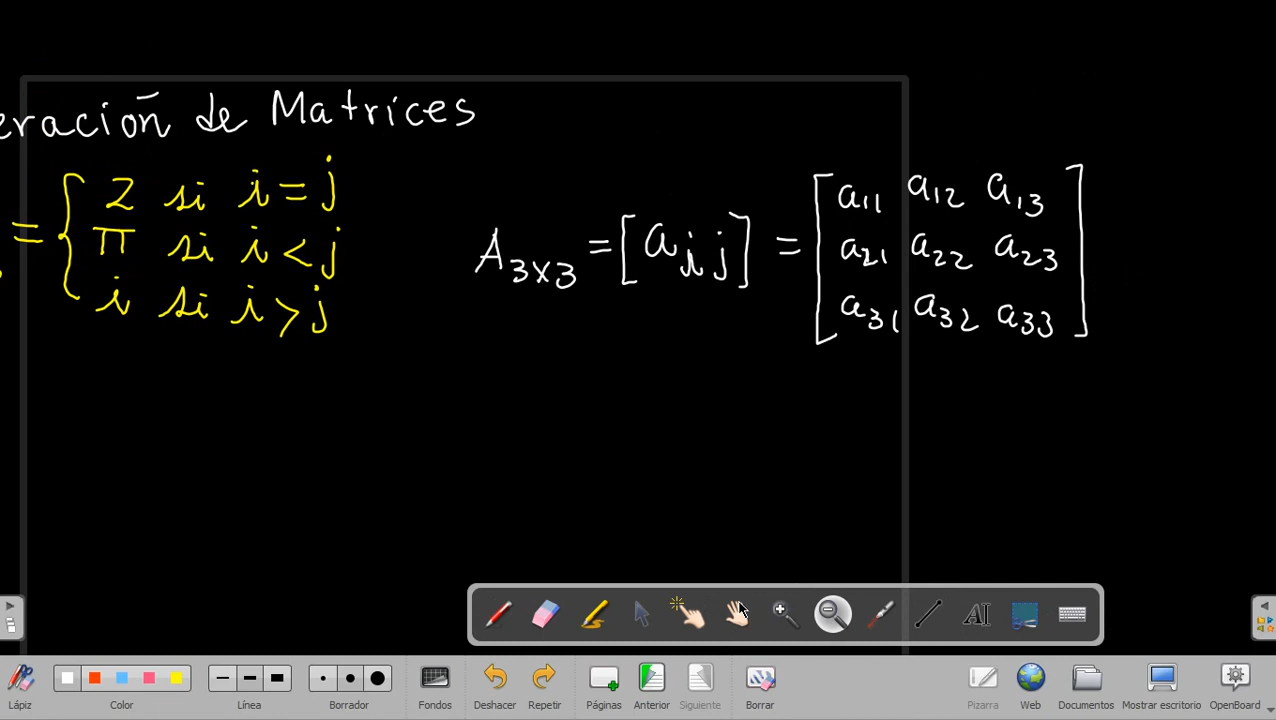 eración de Matrices
= { 2 si i = j
π si i < j
i si i > j
A3x3 = [aij] = [a11 a12 a13
a21 a22 a23
a31 a32 a33]
AI
Lápiz Color Línea Borrador Fondos Deshacer Repetir Páginas Anterior Siguiente Borrar Pizarra Web Documentos Mostrar escritorio OpenBoard